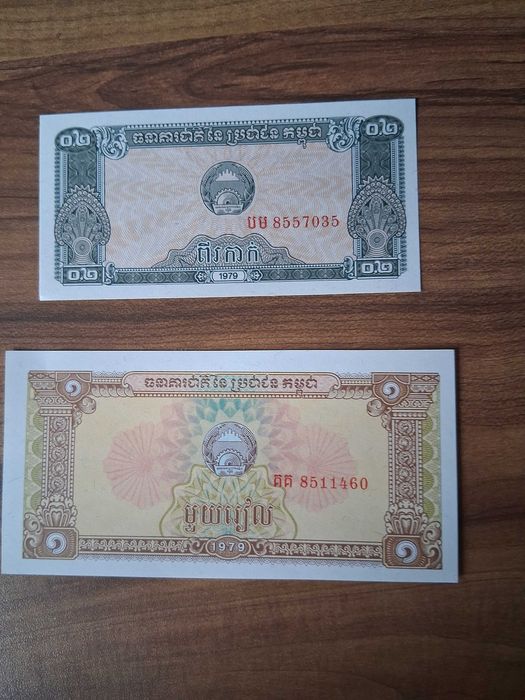 ០.២ ធនាគារជាតិនៃប្រជាជនកម្ពុជា ០.២
បម 8557035
ពីរកាក់
០.២ 1979 ០.២
១ ធនាគារជាតិនៃប្រជាជនកម្ពុជា ១
គគ 8511460
មួយរៀល
១ 1979 ១